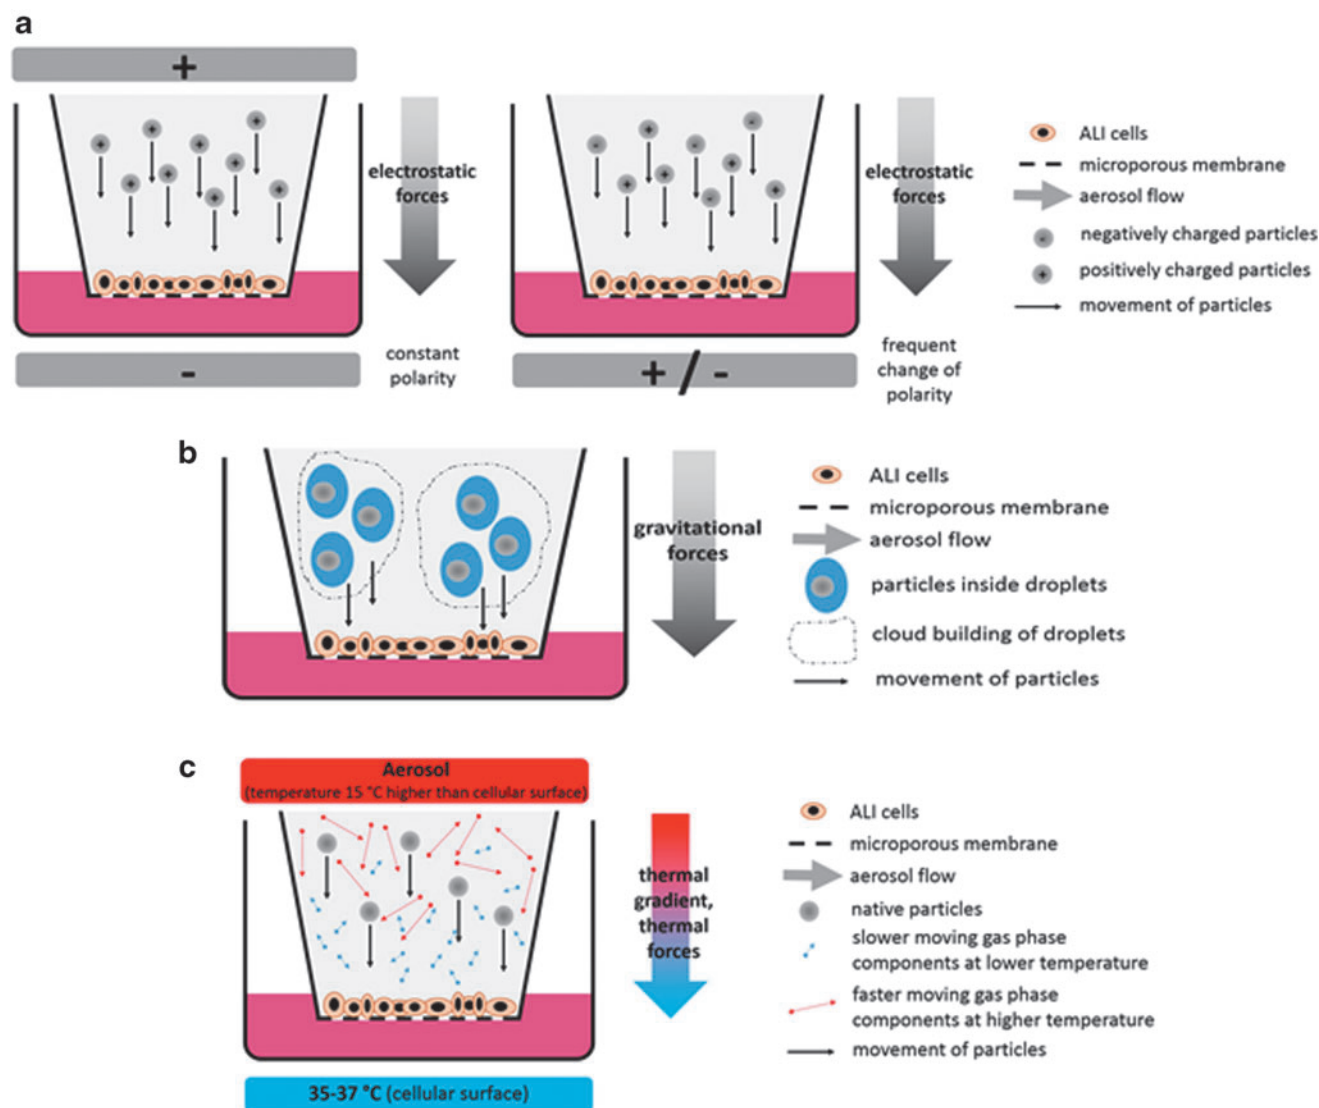 a
+
electrostatic
forces
-
constant
polarity
electrostatic
forces
+ / -
frequent
change of
polarity
ALI cells
microporous membrane
aerosol flow
negatively charged particles
positively charged particles
movement of particles
b
gravitational
forces
ALI cells
microporous membrane
aerosol flow
particles inside droplets
cloud building of droplets
movement of particles
c
Aerosol
(temperature 15 °C higher than cellular surface)
thermal
gradient,
thermal
forces
35-37 °C (cellular surface)
ALI cells
microporous membrane
aerosol flow
native particles
slower moving gas phase
components at lower temperature
faster moving gas phase
components at higher temperature
movement of particles